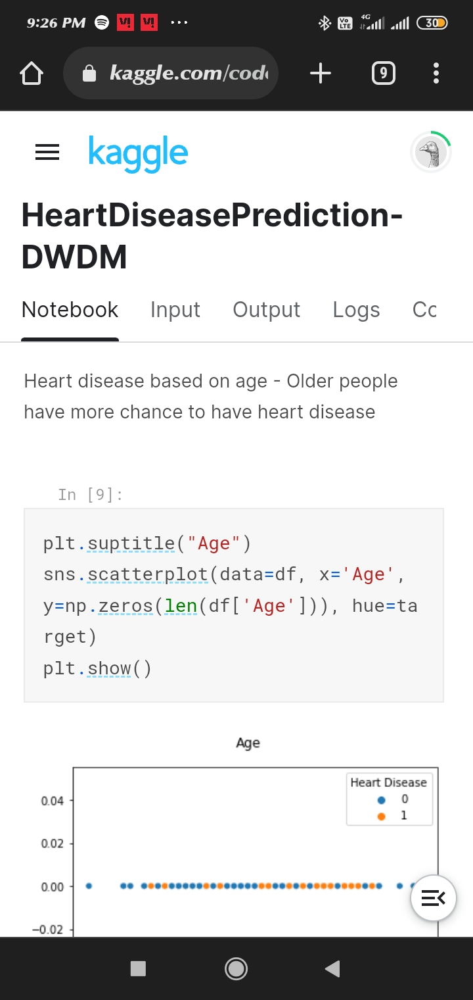 9:26 PM V! V! ... Vo LTE 4G 30
kaggle.com/cod 9
kaggle
HeartDiseasePrediction-
DWDM
Notebook Input Output Logs Cc
Heart disease based on age - Older people
have more chance to have heart disease
In [9]:
plt.suptitle("Age")
sns.scatterplot(data=df, x='Age',
y=np.zeros(len(df['Age'])), hue=ta
rget)
plt.show()
Age
Heart Disease
0
1
0.04
0.02
0.00
−0.02